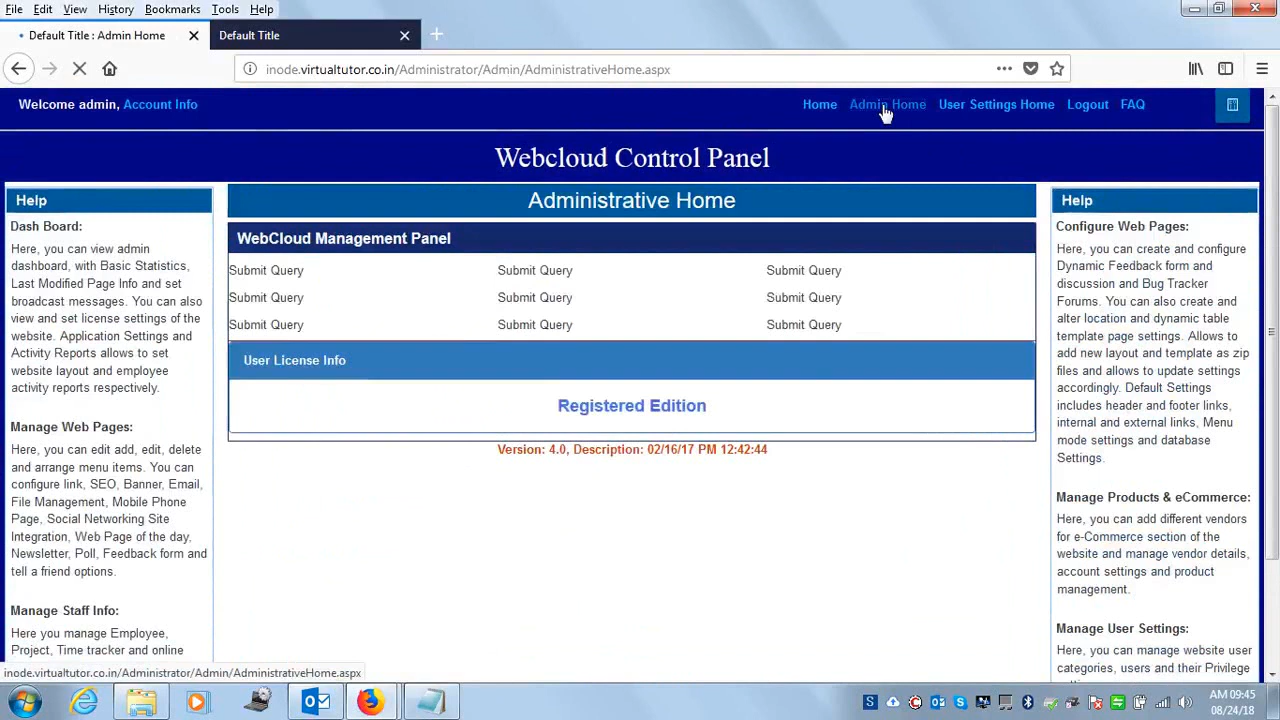 File Edit View History Bookmarks Tools Help
Default Title : Admin Home
Default Title
inode.virtualtutor.co.in/Administrator/Admin/AdministrativeHome.aspx
Welcome admin, Account Info
Home Admin Home User Settings Home Logout FAQ
Webcloud Control Panel
Help
Dash Board:
Here, you can view admin
dashboard, with Basic Statistics,
Last Modified Page Info and set
broadcast messages. You can also
view and set license settings of the
website. Application Settings and
Activity Reports allows to set
website layout and employee
activity reports respectively.
Manage Web Pages:
Here, you can edit add, edit, delete
and arrange menu items. You can
configure link, SEO, Banner, Email,
File Management, Mobile Phone
Page, Social Networking Site
Integration, Web Page of the day,
Newsletter, Poll, Feedback form and
tell a friend options.
Manage Staff Info:
Here you manage Employee,
Project, Time tracker and online
Administrative Home
WebCloud Management Panel
Submit Query Submit Query Submit Query
Submit Query Submit Query Submit Query
Submit Query Submit Query Submit Query
User License Info
Registered Edition
Version: 4.0, Description: 02/16/17 PM 12:42:44
Help
Configure Web Pages:
Here, you can create and configure
Dynamic Feedback form and
discussion and Bug Tracker
Forums. You can also create and
alter location and dynamic table
template page settings. Allows to
add new layout and template as zip
files and allows to update settings
accordingly. Default Settings
includes header and footer links,
internal and external links, Menu
mode settings and database
Settings.
Manage Products & eCommerce:
Here, you can add different vendors
for e-Commerce section of the
website and manage vendor details,
account settings and product
management.
Manage User Settings:
Here, you can manage website user
categories, users and their Privilege
inode.virtualtutor.co.in/Administrator/Admin/AdministrativeHome.aspx
AM 09:45
08/24/18